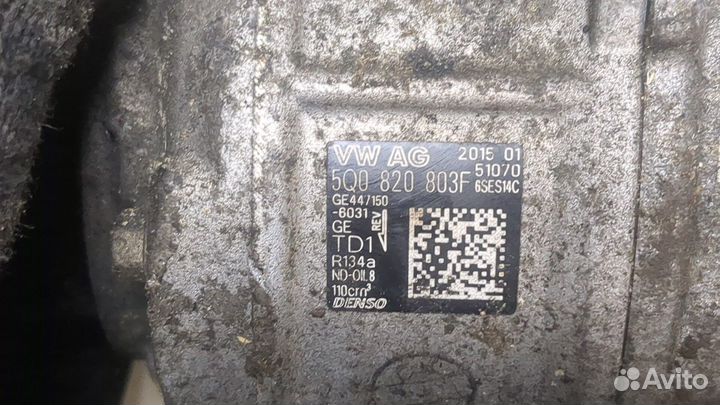 VW AG 2015 01
51070
5Q0 820 803F 6SES14C
GE447150
-6031
GE REV
TD1
R134a
ND-OIL8
110cm³
DENSO
Avito